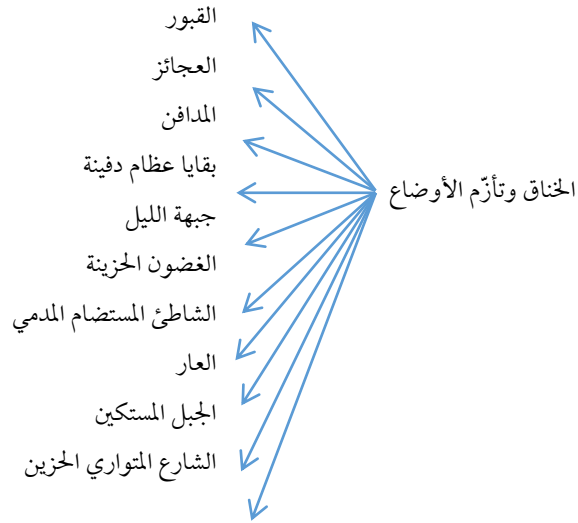 القبور
العجائز
المدافن
بقايا عظام دفينة
الخناق وتأزّم الأوضاع
جبهة الليل
الغضون الحزينة
الشاطئ المستضام المدمي
العار
الجبل المستكين
الشارع المتواري الحزين